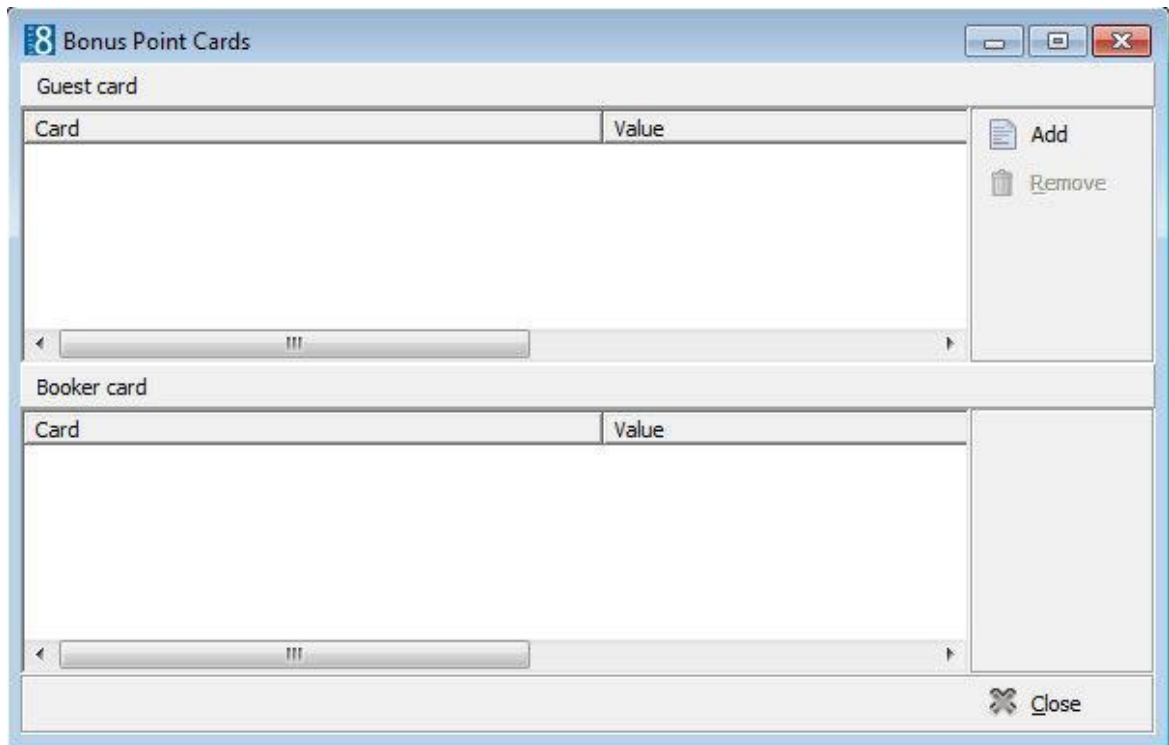 8 Bonus Point Cards
Guest card
Card Value
Add
Remove
Booker card
Card Value
Close